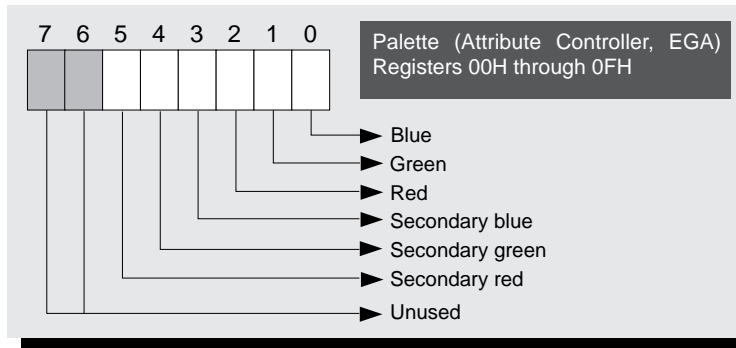 7 6 5 4 3 2 1 0
Palette (Attribute Controller, EGA)
Registers 00H through 0FH
Blue
Green
Red
Secondary blue
Secondary green
Secondary red
Unused